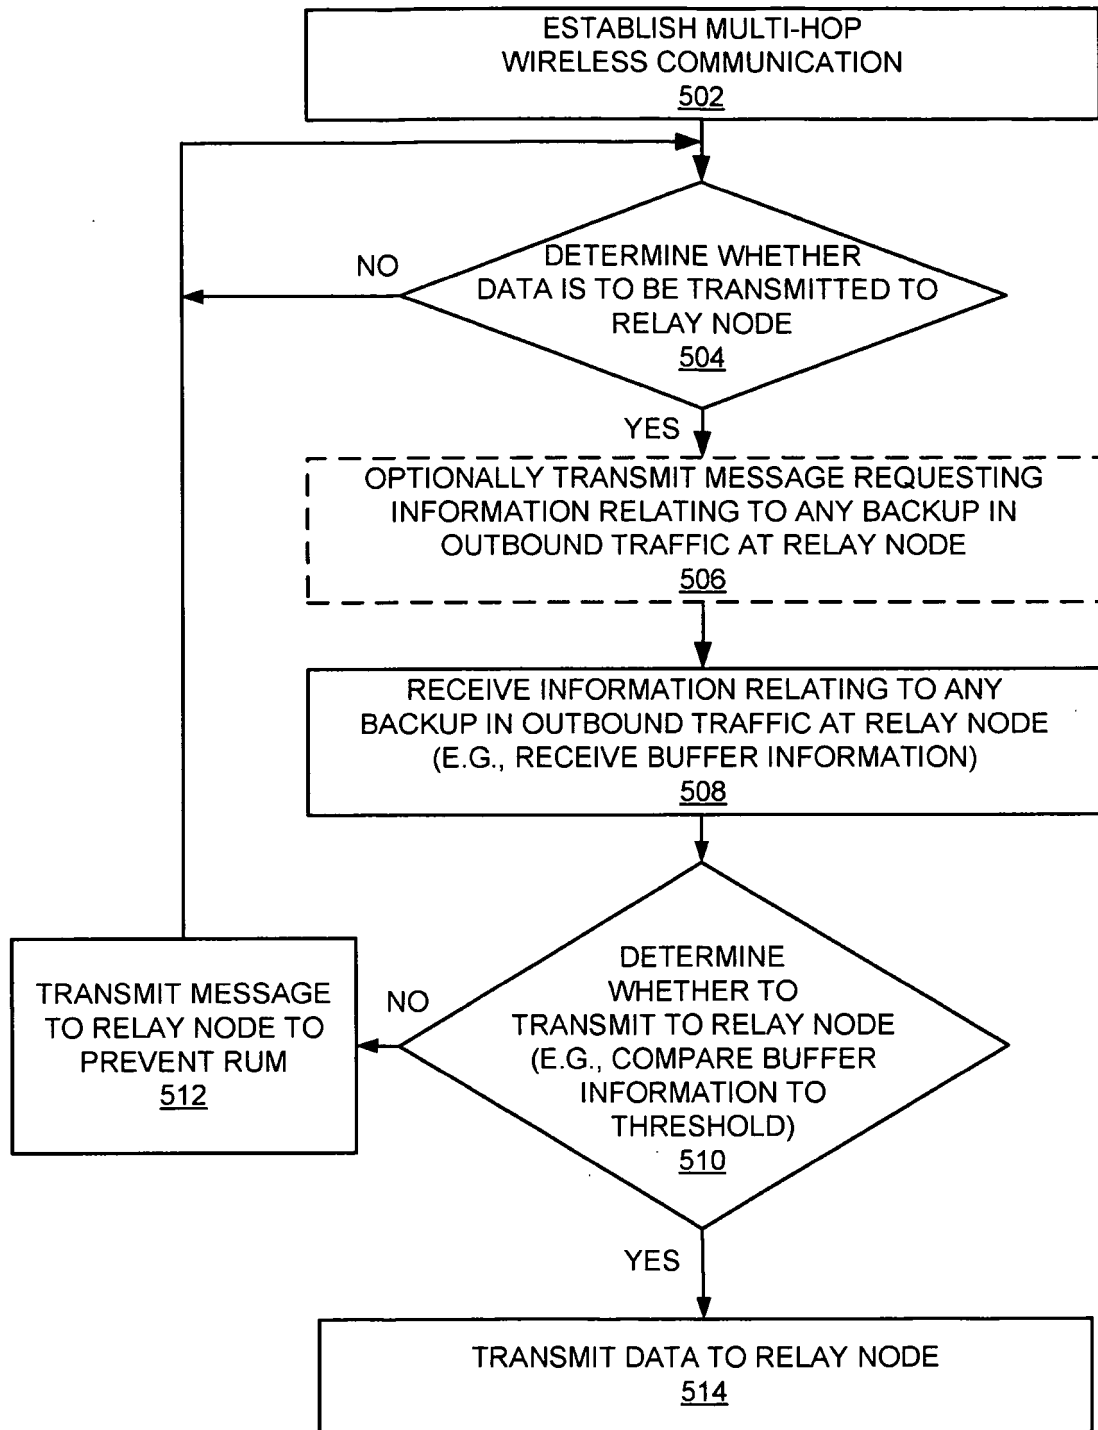 ESTABLISH MULTI-HOP
WIRELESS COMMUNICATION
502
DETERMINE WHETHER
DATA IS TO BE TRANSMITTED TO
RELAY NODE
504
NO
YES
OPTIONALLY TRANSMIT MESSAGE REQUESTING
INFORMATION RELATING TO ANY BACKUP IN
OUTBOUND TRAFFIC AT RELAY NODE
506
RECEIVE INFORMATION RELATING TO ANY
BACKUP IN OUTBOUND TRAFFIC AT RELAY NODE
(E.G., RECEIVE BUFFER INFORMATION)
508
DETERMINE
WHETHER TO
TRANSMIT TO RELAY NODE
(E.G., COMPARE BUFFER
INFORMATION TO
THRESHOLD)
510
NO
TRANSMIT MESSAGE
TO RELAY NODE TO
PREVENT RUM
512
YES
TRANSMIT DATA TO RELAY NODE
514